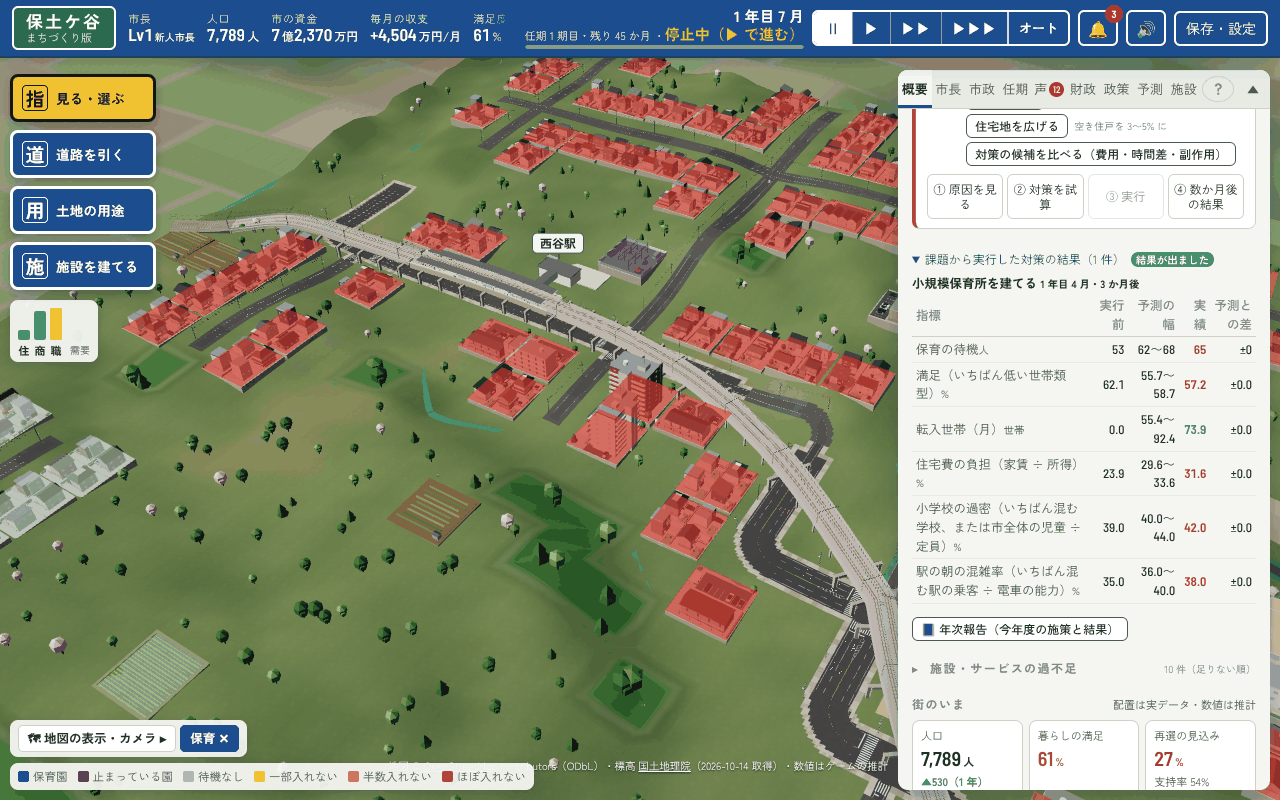 保土ケ谷
まちづくり版
市長
Lv1 新人市長
人口
7,789 人
市の資金
7億2,370万円
毎月の収支
+4,504万円/月
満足度
61%
1年目7月
任期1期目・残り 45 か月 ・停止中（▶ で進む）
オート
3
保存・設定
指 見る・選ぶ
道 道路を引く
用 土地の用途
施 施設を建てる
住 商 職 需要
西谷駅
概要 市長 市政 任期 声 12 財政 政策 予測 施設 ? ▲
住宅地を広げる 空き住戸を 3〜5% に
対策の候補を比べる（費用・時間差・副作用）
① 原因を見る
② 対策を試算
③ 実行
④ 数か月後の結果
▼ 課題から実行した対策の結果（1 件） 結果が出ました
小規模保育所を建てる 1 年目 4 月・3 か月後
指標 実行前 予測の幅 実績 予測との差
保育の待機人 53 62〜68 65 ±0
満足（いちばん低い世帯類型）% 62.1 55.7〜58.7 57.2 ±0.0
転入世帯（月）世帯 0.0 55.4〜92.4 73.9 ±0.0
住宅費の負担（家賃 ÷ 所得）% 23.9 29.6〜33.6 31.6 ±0.0
小学校の過密（いちばん混む学校、または市全体の児童 ÷ 定員）% 39.0 40.0〜44.0 42.0 ±0.0
駅の朝の混雑率（いちばん混む駅の乗客 ÷ 電車の能力）% 35.0 36.0〜40.0 38.0 ±0.0
年次報告（今年度の施策と結果）
▸ 施設・サービスの過不足 10 件（足りない順）
街のいま 配置は実データ・数値は推計
人口
7,789 人
▲530（1 年）
暮らしの満足
61%
再選の見込み
27%
支持率 54%
地図の表示・カメラ ▸
保育 ✕
保育園 止まっている園 待機なし 一部入れない 半数入れない ほぼ入れない
utors（ODbL）・標高 国土地理院（2026-10-14 取得）・数値はゲームの推計